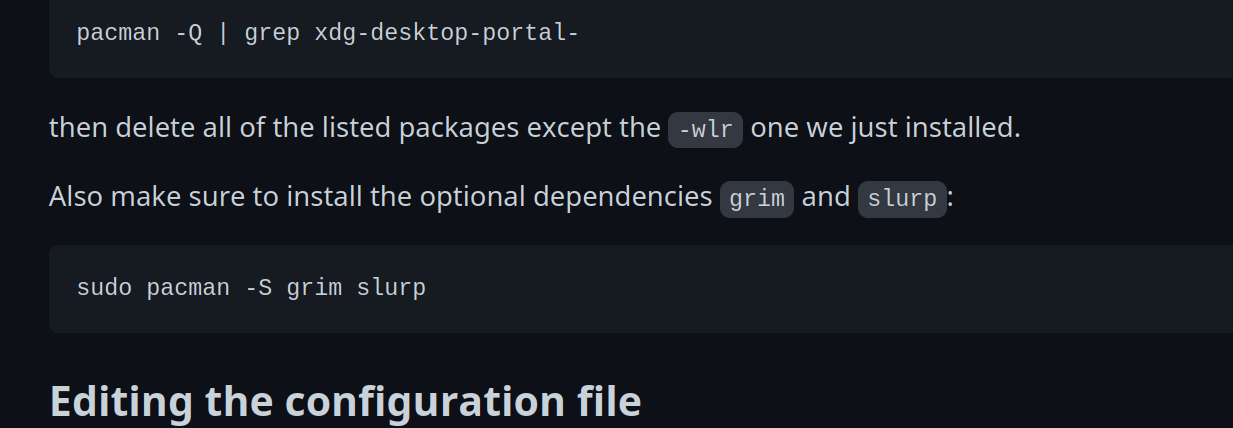 pacman -Q | grep xdg-desktop-portal-
then delete all of the listed packages except the -wlr one we just installed.
Also make sure to install the optional dependencies grim and slurp:
sudo pacman -S grim slurp
Editing the configuration file